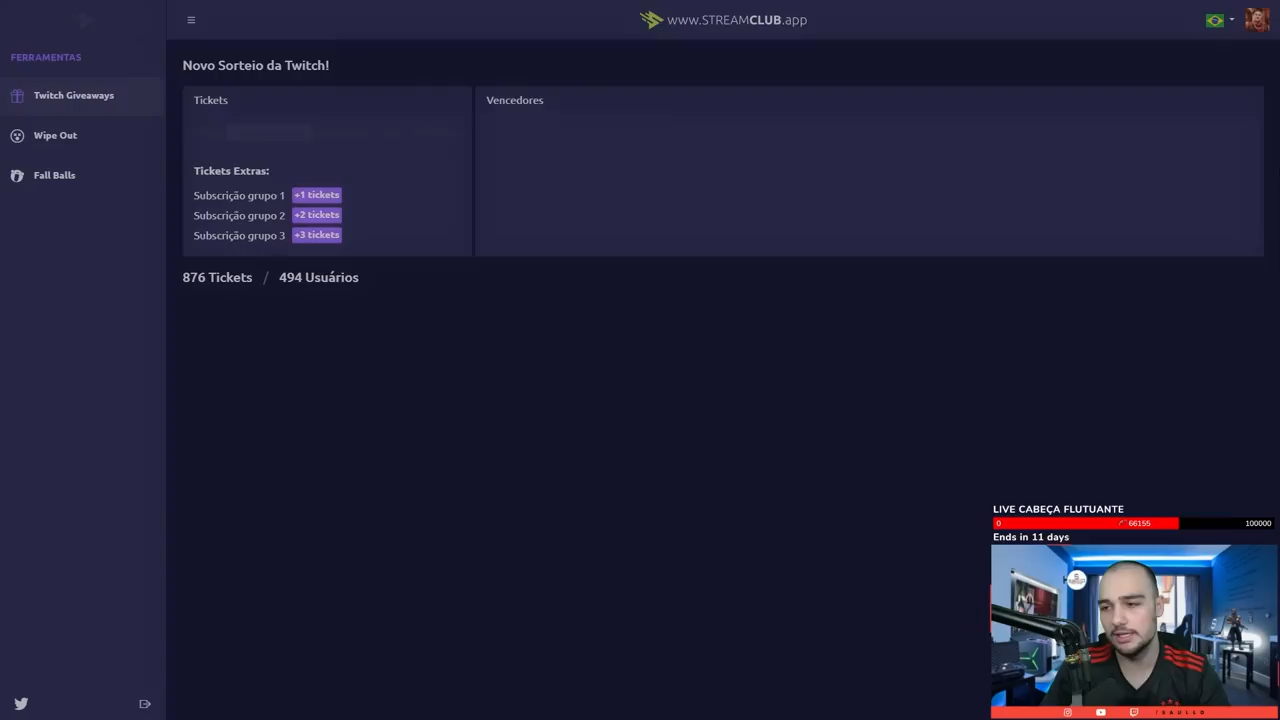 www.STREAMCLUB.app
FERRAMENTAS
Twitch Giveaways
Wipe Out
Fall Balls
Novo Sorteio da Twitch!
Tickets
Vencedores
Tickets Extras:
Subscrição grupo 1 +1 tickets
Subscrição grupo 2 +2 tickets
Subscrição grupo 3 +3 tickets
876 Tickets / 494 Usuários
LIVE CABEÇA FLUTUANTE
0 66155 100000
Ends in 11 days